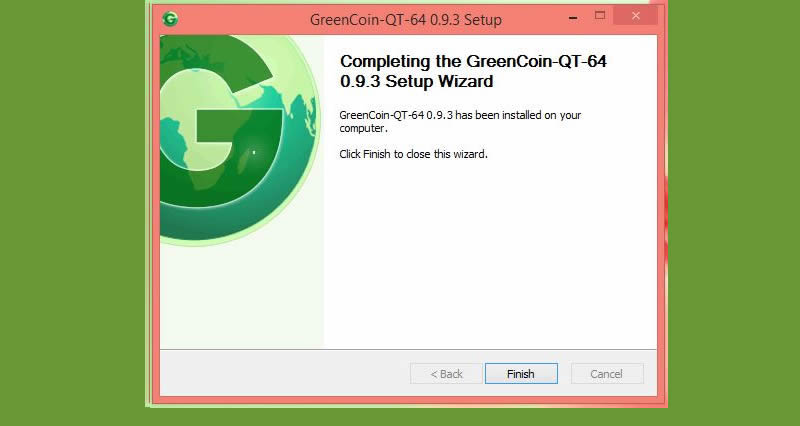 GreenCoin-QT-64 0.9.3 Setup
Completing the GreenCoin-QT-64
0.9.3 Setup Wizard
GreenCoin-QT-64 0.9.3 has been installed on your
computer.
Click Finish to close this wizard.
< Back
Finish
Cancel